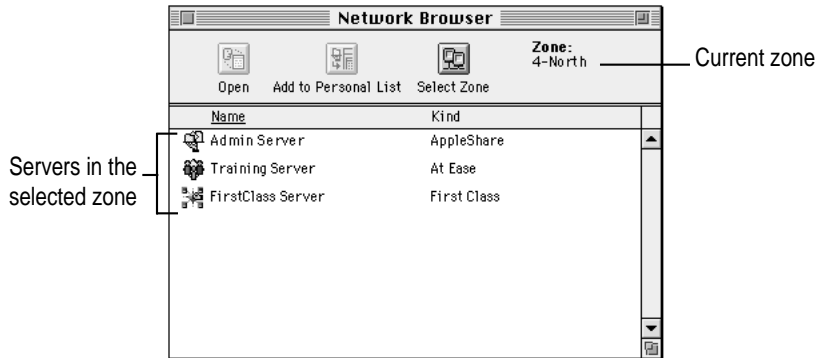 Network Browser
Open
Add to Personal List
Select Zone
Zone:
4-North
Current zone
Name Kind
Servers in the
selected zone
Admin Server AppleShare
Training Server At Ease
FirstClass Server First Class